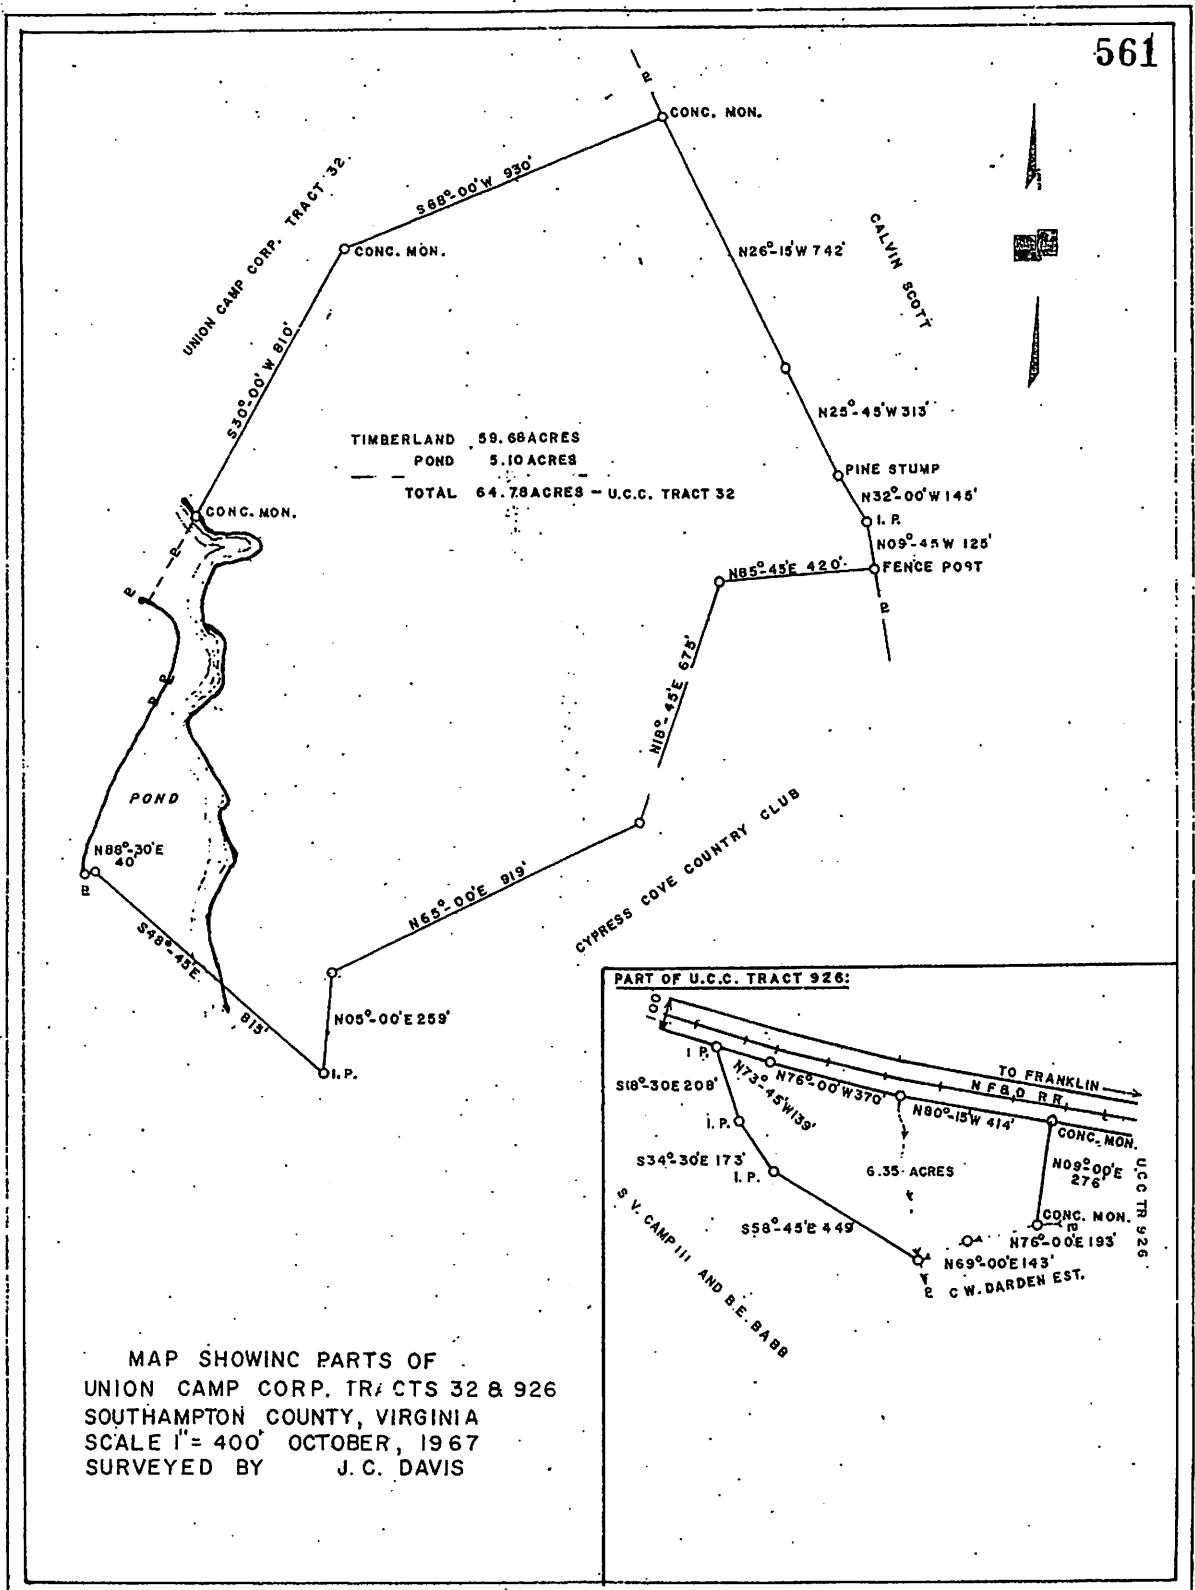 561
CONC. MON.
S68°-00'W 930'
UNION CAMP CORP. TRACT 32.
CONC. MON.
N26°-15'W 742'
CALVIN SCOTT
S30°-00'W 810'
N25°-45'W 313'
TIMBERLAND 59.68 ACRES
POND 5.10 ACRES
TOTAL 64.78 ACRES - U.C.C. TRACT 32
PINE STUMP
N32°-00'W 145'
CONC. MON.
I. P.
N09°-45W 125'
N85°-45'E 420'
FENCE POST
N18°-45'E 675'
POND
N88°-30'E
40'
CYPRESS COVE COUNTRY CLUB
N65°-00'E 919'
S48°-45'E 815'
N05°-00'E 259'
I. P.
PART OF U.C.C. TRACT 926:
100'
TO FRANKLIN
N F & D RR
I P.
N73°-45'W 139'
N76°-00'W 370'
N80°-15'W 414'
S18°-30E 208'
CONC. MON.
I. P.
S34°-30'E 173'
I. P.
6.35 ACRES
N09°-00'E
276'
U.C.C TR 926
CONC. MON.
S58°-45'E 449'
N76°-00'E 193'
N69°-00'E 143'
C W. DARDEN EST.
S V. CAMP III AND B.E. BABB
MAP SHOWINC PARTS OF
UNION CAMP CORP. TRACTS 32 & 926
SOUTHAMPTON COUNTY, VIRGINIA
SCALE 1"= 400' OCTOBER, 1967
SURVEYED BY J. C. DAVIS